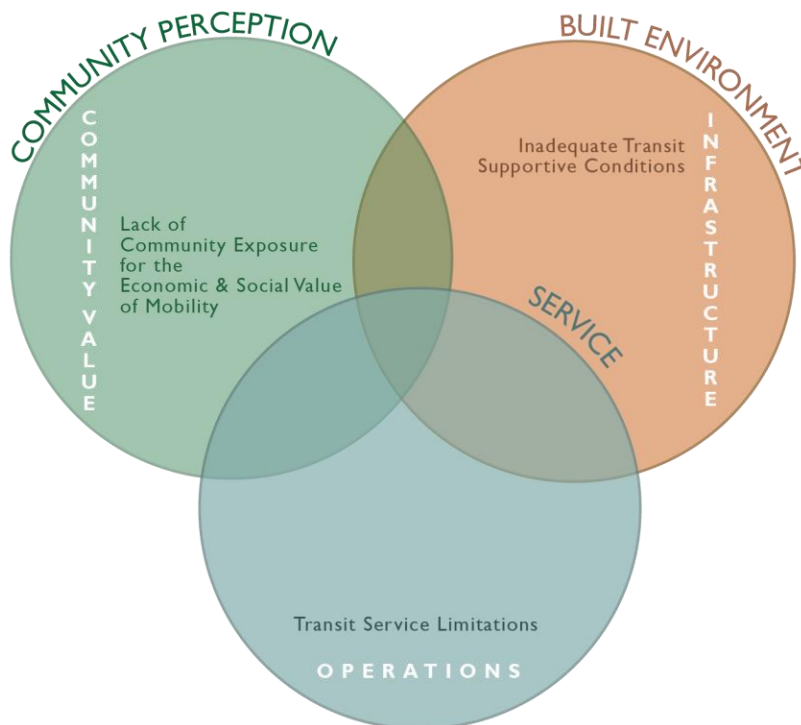 COMMUNITY PERCEPTION
COMMUNITY VALUE
Lack of
Community Exposure
for the
Economic & Social Value
of Mobility
BUILT ENVIRONMENT
Inadequate Transit
Supportive Conditions
INFRASTRUCTURE
SERVICE
Transit Service Limitations
OPERATIONS